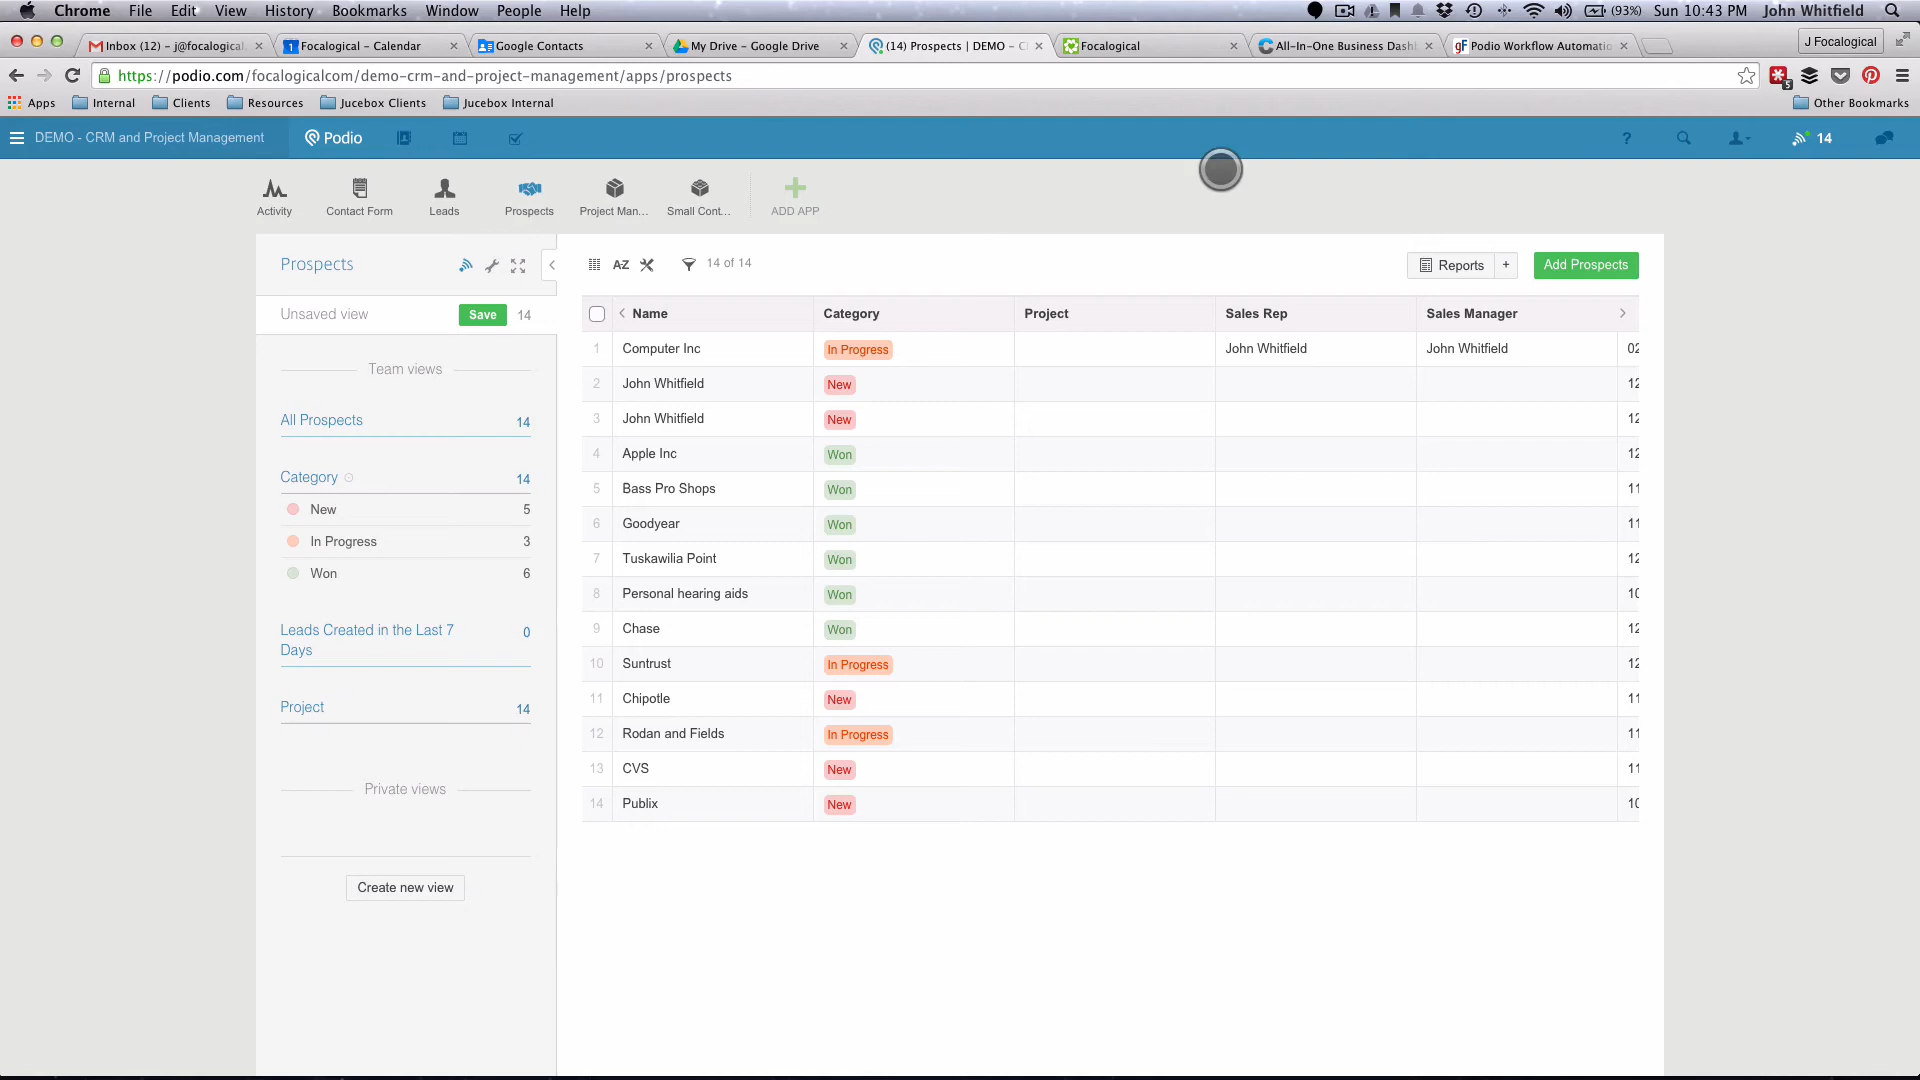 Chrome File Edit View History Bookmarks Window People Help (93%) Sun 10:43 PM John Whitfield
Inbox (12) - j@focalogical. Focalogical - Calendar Google Contacts My Drive - Google Drive (14) Prospects | DEMO - C Focalogical All-In-One Business Dash Podio Workflow Automatio J Focalogical
https://podio.com/focalogicalcom/demo-crm-and-project-management/apps/prospects
Apps Internal Clients Resources Jucebox Clients Jucebox Internal Other Bookmarks
DEMO - CRM and Project Management Podio ? 14
Activity Contact Form Leads Prospects Project Man... Small Cont... ADD APP
Prospects A-Z 14 of 14 Reports + Add Prospects
Unsaved view Save 14
Name Category Project Sales Rep Sales Manager
1 Computer Inc In Progress John Whitfield John Whitfield 02
2 John Whitfield New 12
3 John Whitfield New 12
4 Apple Inc Won 12
5 Bass Pro Shops Won 11
6 Goodyear Won 11
7 Tuskawilia Point Won 12
8 Personal hearing aids Won 10
9 Chase Won 12
10 Suntrust In Progress 12
11 Chipotle New 11
12 Rodan and Fields In Progress 11
13 CVS New 11
14 Publix New 10
Team views
All Prospects 14
Category 14
New 5
In Progress 3
Won 6
Leads Created in the Last 7 0
Days
Project 14
Private views
Create new view